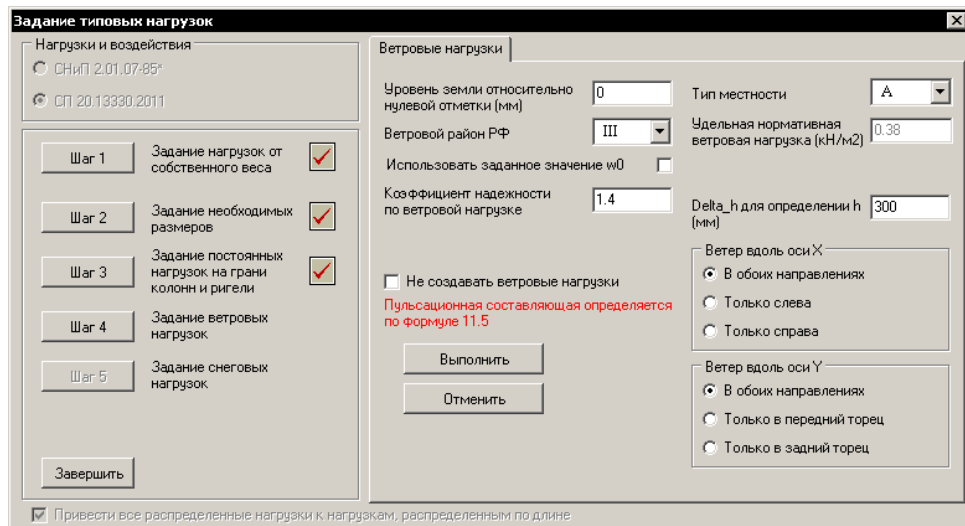 Задание типовых нагрузок
Нагрузки и воздействия
СНиП 2.01.07-85*
СП 20.13330.2011
Шаг 1
Задание нагрузок от
собственного веса
Шаг 2
Задание необходимых
размеров
Шаг 3
Задание постоянных
нагрузок на грани
колонн и ригели
Шаг 4
Задание ветровых
нагрузок
Шаг 5
Задание снеговых
нагрузок
Завершить
Ветровые нагрузки
Уровень земли относительно
нулевой отметки (мм)
0
Ветровой район РФ
III
Использовать заданное значение w0
Коэффициент надежности
по ветровой нагрузке
1.4
Не создавать ветровые нагрузки
Пульсационная составляющая определяется
по формуле 11.5
Выполнить
Отменить
Тип местности
A
Удельная нормативная
ветровая нагрузка (кН/м2)
0.38
Delta_h для определении h
(мм)
300
Ветер вдоль оси X
В обоих направлениях
Только слева
Только справа
Ветер вдоль оси Y
В обоих направлениях
Только в передний торец
Только в задний торец
Привести все распределенные нагрузки к нагрузкам, распределенным по длине